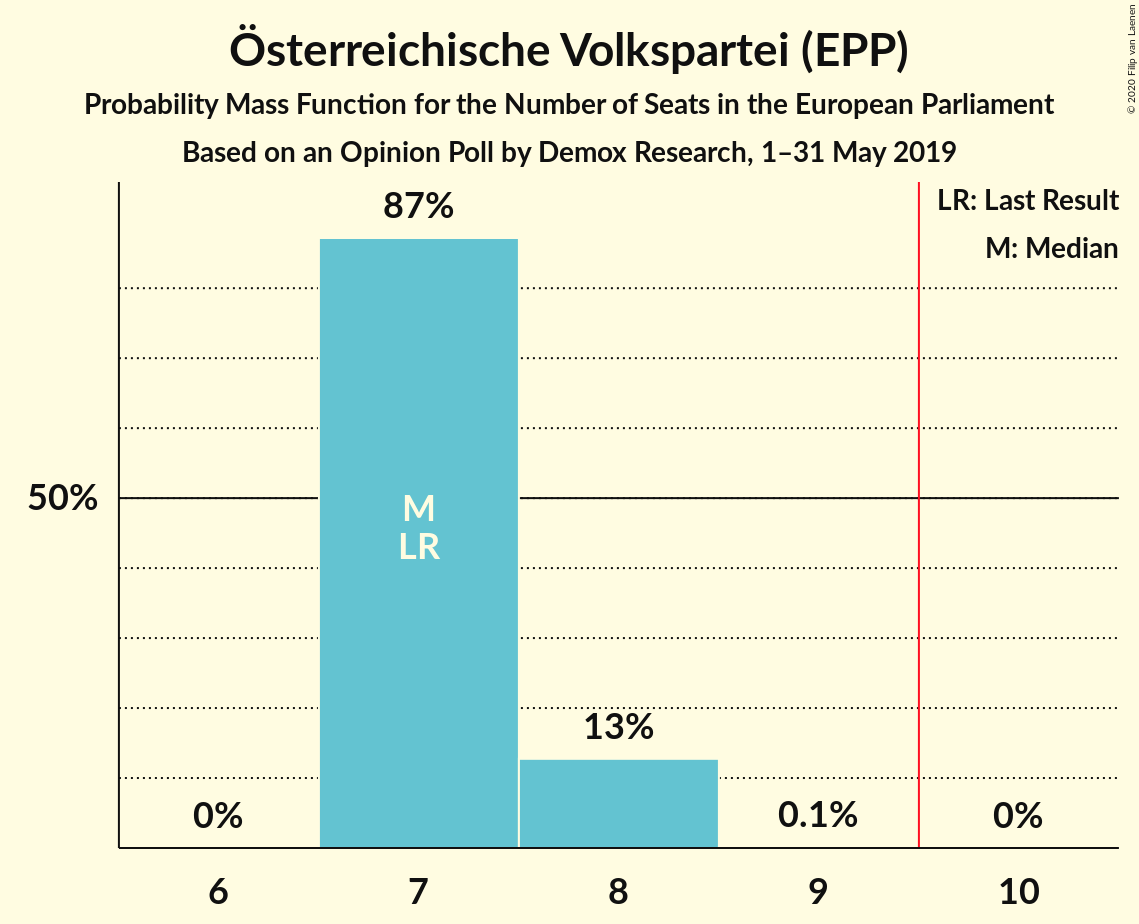 Österreichische Volkspartei (EPP)
Probability Mass Function for the Number of Seats in the European Parliament
Based on an Opinion Poll by Demox Research, 1–31 May 2019
© 2020 Filip van Laenen
LR: Last Result
M: Median
87%
50%
M
LR
13%
0%
0.1%
0%
6
7
8
9
10